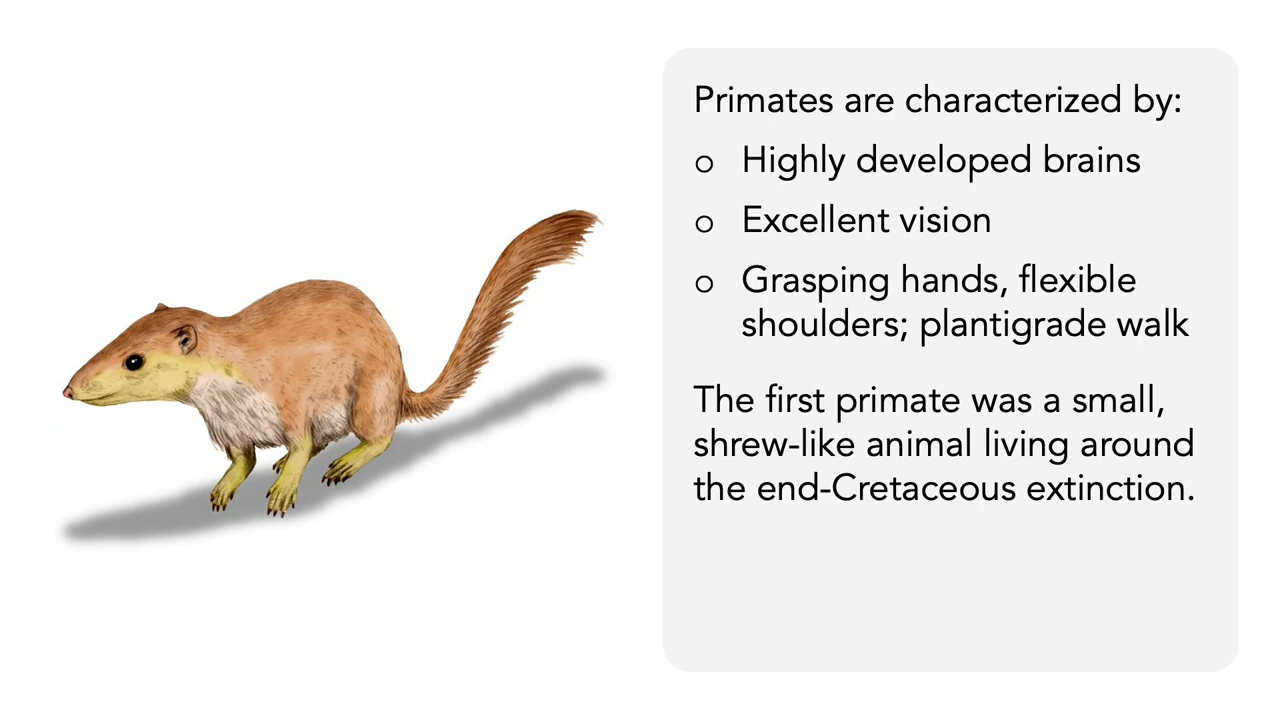 Primates are characterized by:
o Highly developed brains
o Excellent vision
o Grasping hands, flexible
shoulders; plantigrade walk
The first primate was a small,
shrew-like animal living around
the end-Cretaceous extinction.